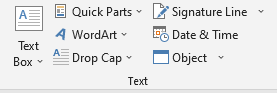 Text Box
Quick Parts
WordArt
Drop Cap
Signature Line
Date & Time
Object
Text